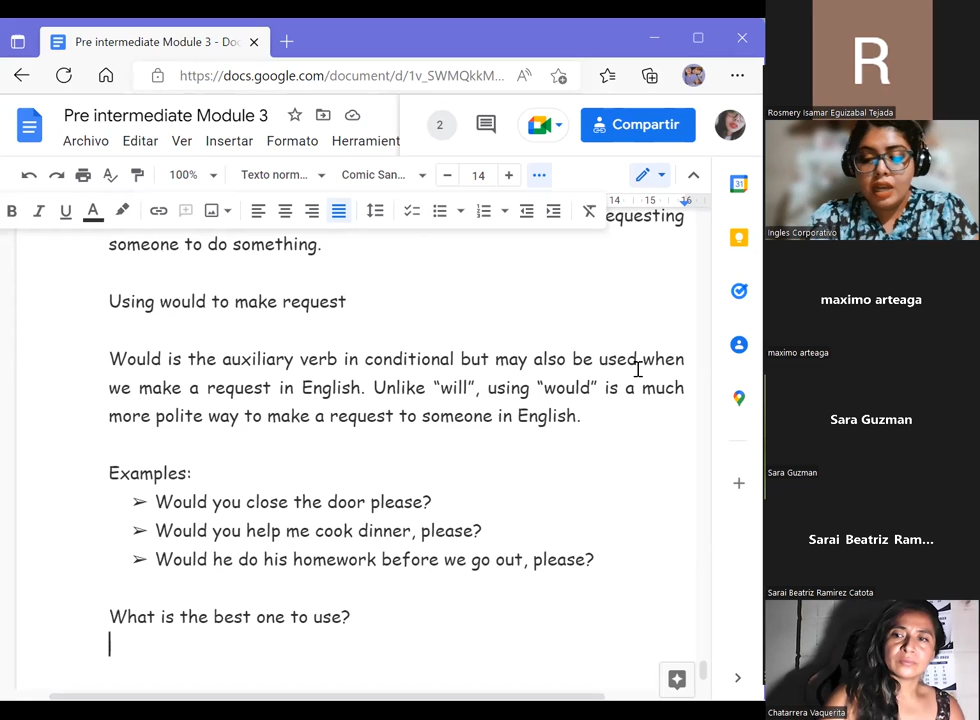 Pre intermediate Module 3 - Doc
https://docs.google.com/document/d/1v_SWMQkkM...
Pre intermediate Module 3
Archivo Editar Ver Insertar Formato Herramient
2
Compartir
100% Texto norm... Comic San... 14
14 15 16
equesting
someone to do something.
Using would to make request
Would is the auxiliary verb in conditional but may also be used when
we make a request in English. Unlike “will”, using “would” is a much
more polite way to make a request to someone in English.
Examples:
➢ Would you close the door please?
➢ Would you help me cook dinner, please?
➢ Would he do his homework before we go out, please?
What is the best one to use?
R
Rosmery Isamar Eguizabal Tejada
Ingles Corporativo
maximo arteaga
maximo arteaga
Sara Guzman
Sara Guzman
Sarai Beatriz Ram...
Sarai Beatriz Ramirez Catota
Chatarrera Vaquerita